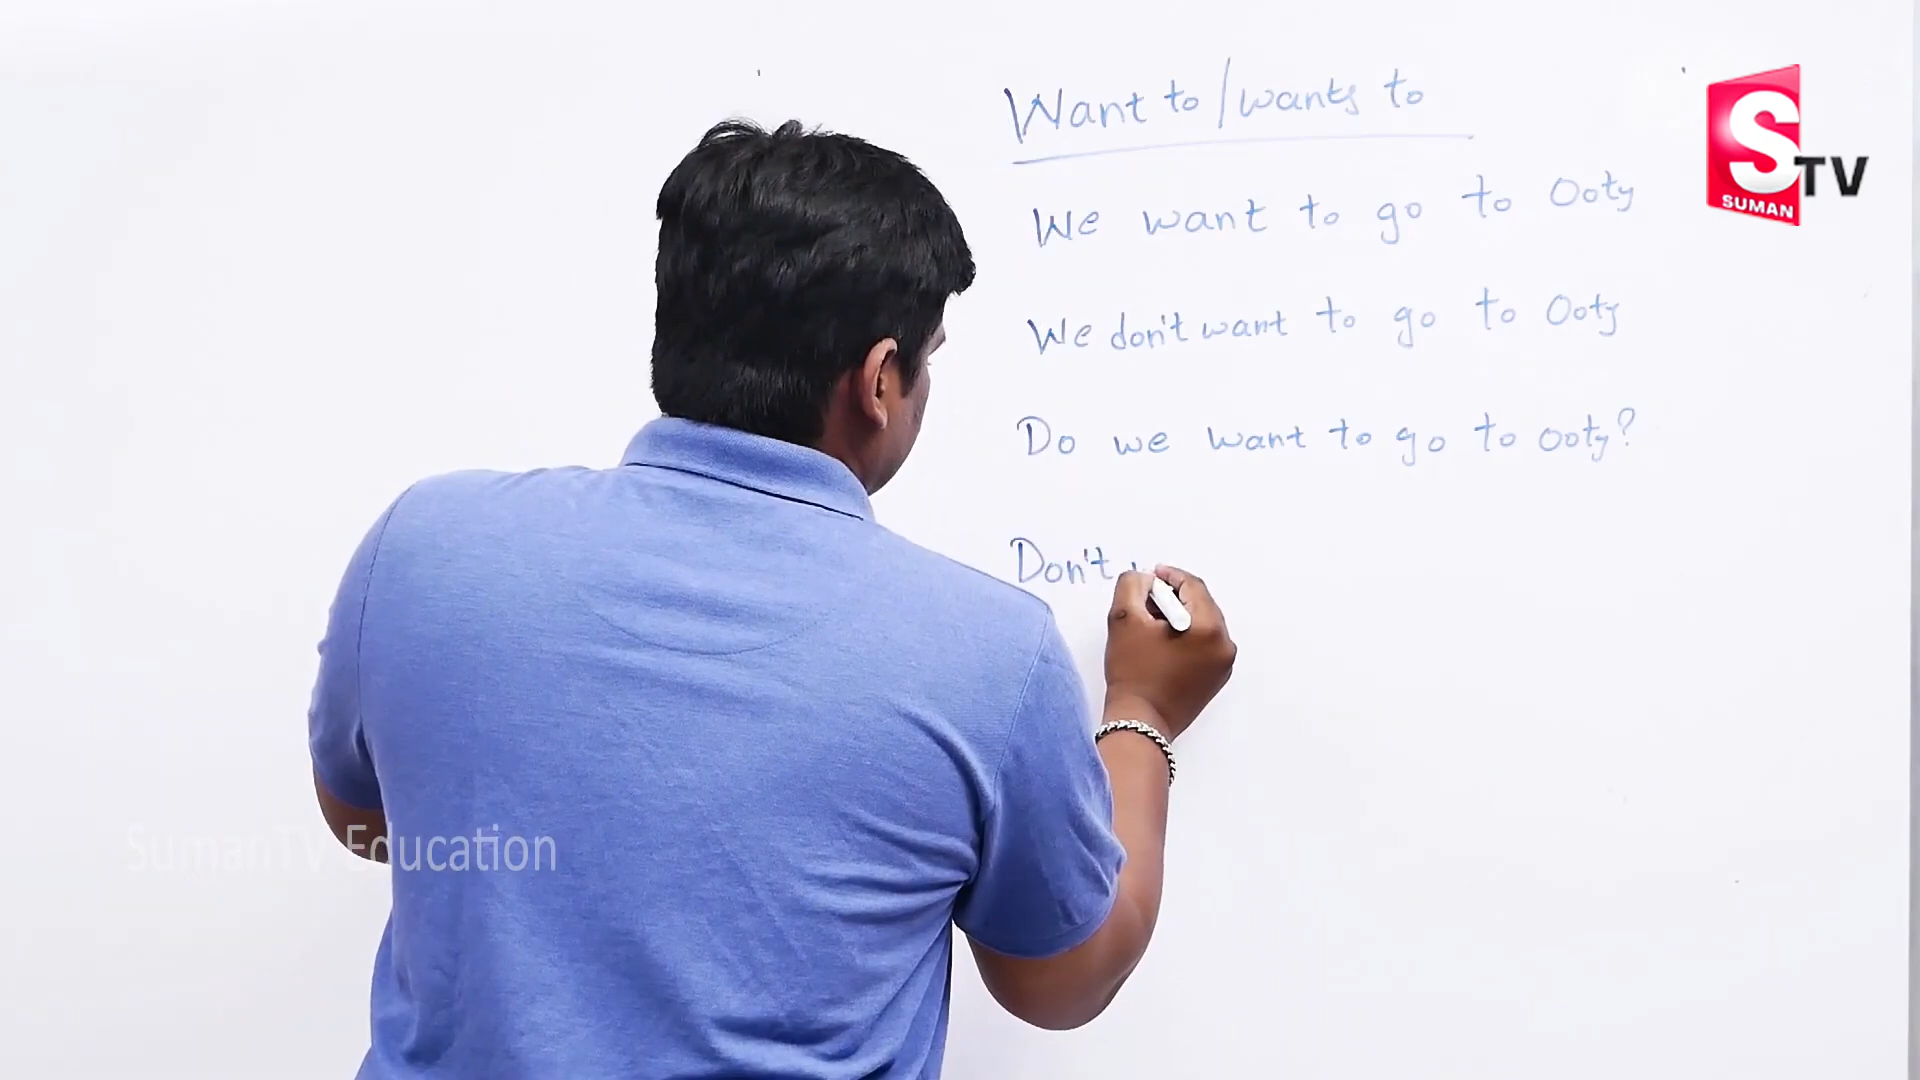 Want to / wants to
We want to go to Ooty
We don't want to go to Ooty
Do we want to go to Ooty?
Don't
STV
SUMAN
SumanTV Education